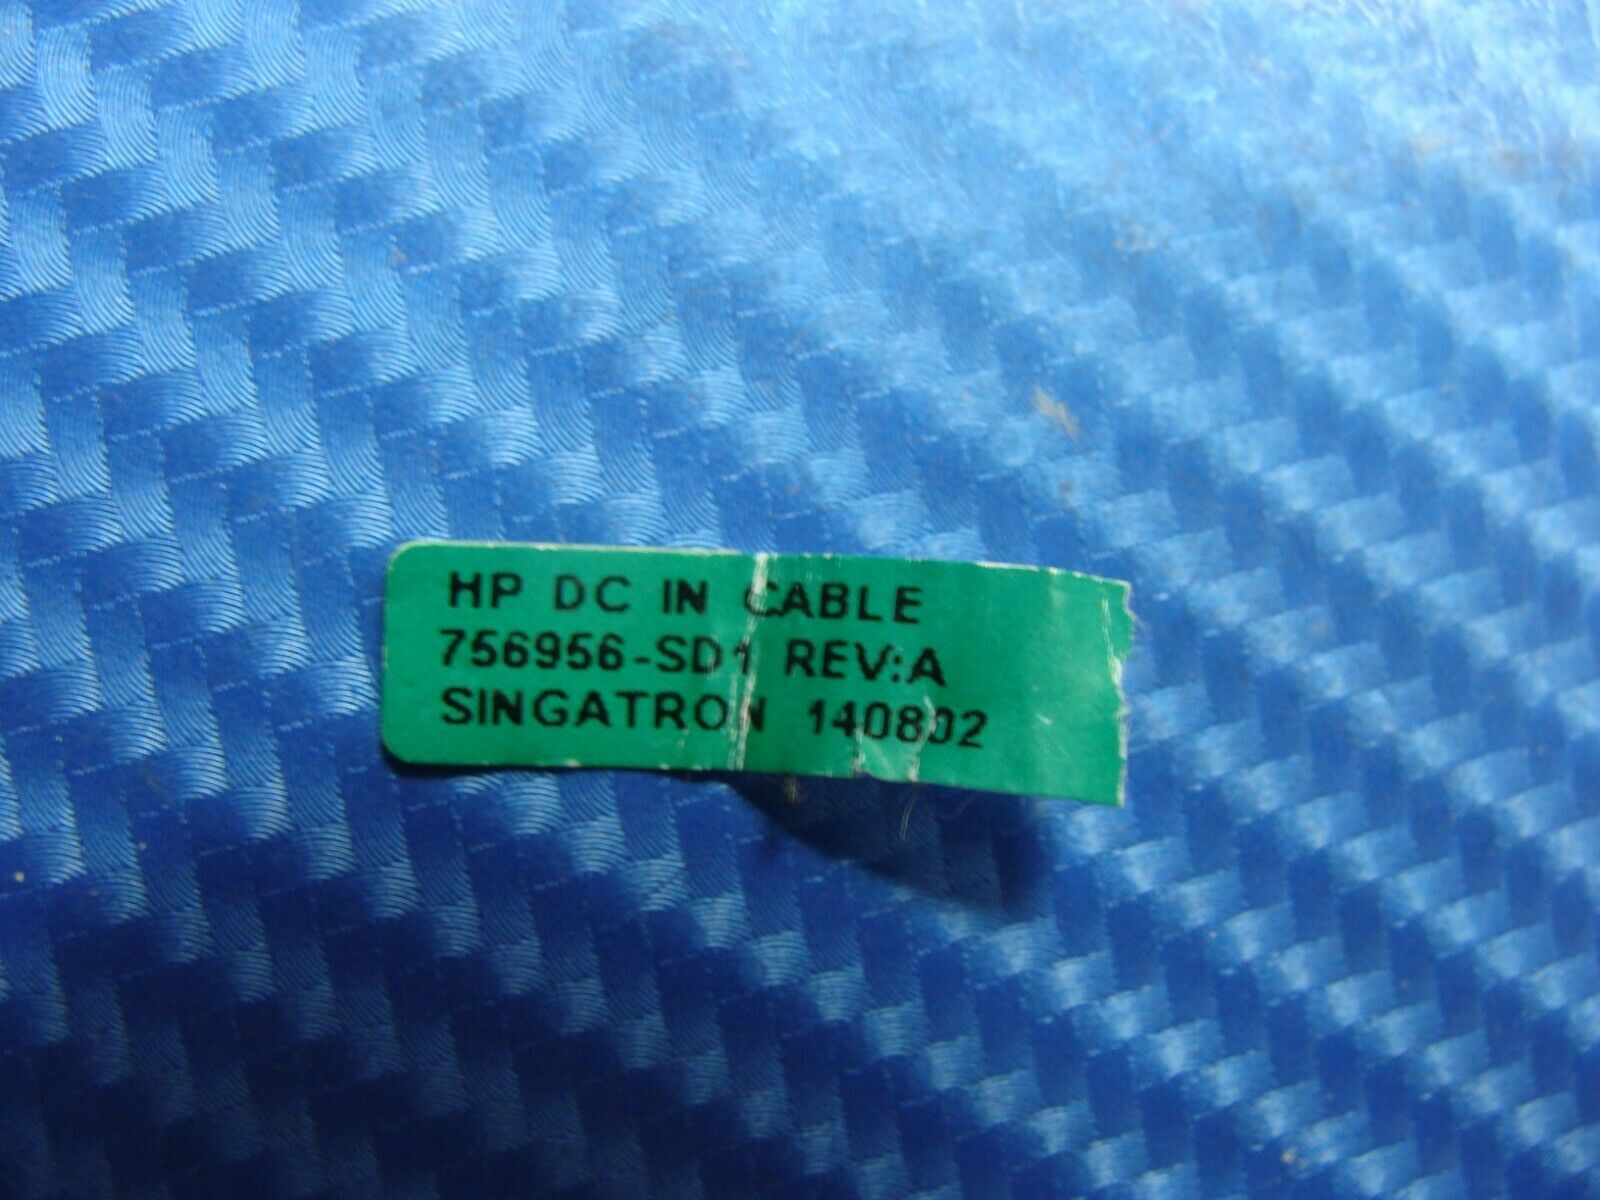 HP DC IN CABLE
756956-SD1 REV:A
SINGATRON 140802